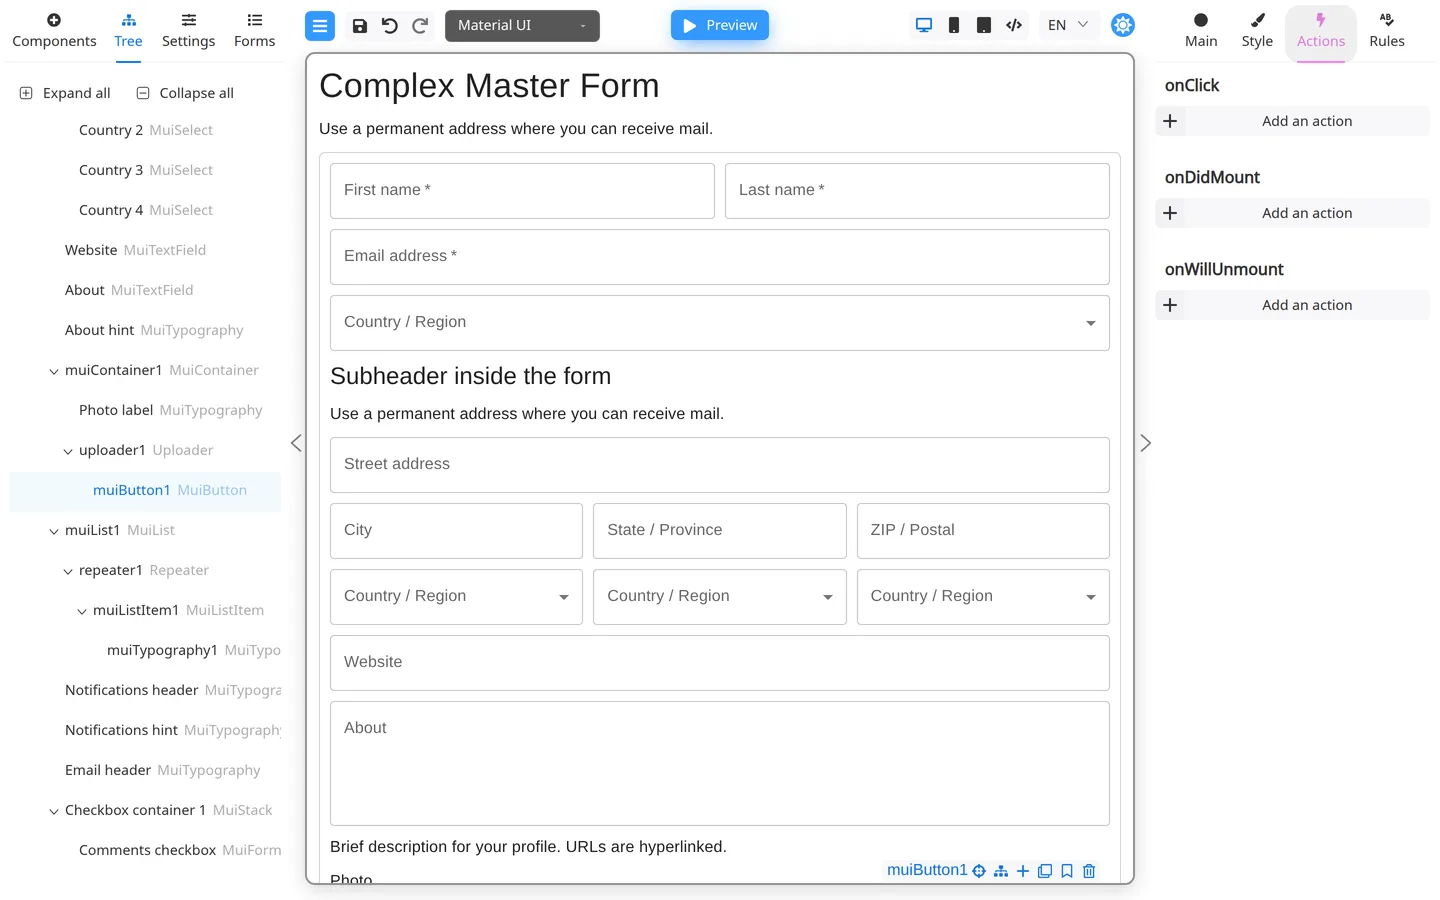 Components
Tree
Settings
Forms
Material UI
Preview
EN
Main
Style
Actions
AB
Rules
Expand all
Collapse all
Country 2 MuiSelect
Country 3 MuiSelect
Country 4 MuiSelect
Website MuiTextField
About MuiTextField
About hint MuiTypography
muiContainer1 MuiContainer
Photo label MuiTypography
uploader1 Uploader
muiButton1 MuiButton
muiList1 MuiList
repeater1 Repeater
muiListItem1 MuiListItem
muiTypography1 MuiTypo
Notifications header MuiTypogra
Notifications hint MuiTypography
Email header MuiTypography
Checkbox container 1 MuiStack
Comments checkbox MuiForm
Complex Master Form
Use a permanent address where you can receive mail.
First name *
Last name *
Email address *
Country / Region
Subheader inside the form
Use a permanent address where you can receive mail.
Street address
City
State / Province
ZIP / Postal
Country / Region
Country / Region
Country / Region
Website
About
Brief description for your profile. URLs are hyperlinked.
muiButton1
Photo
onClick
Add an action
onDidMount
Add an action
onWillUnmount
Add an action